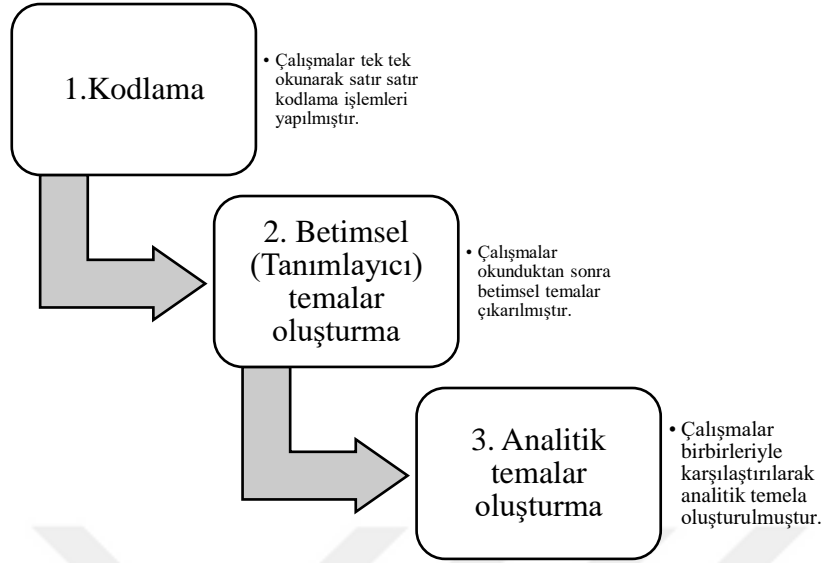 1.Kodlama
• Çalışmalar tek tek
okunarak satır satır
kodlama işlemleri
yapılmıştır.
2. Betimsel
(Tanımlayıcı)
temalar
oluşturma
• Çalışmalar
okunduktan sonra
betimsel temalar
çıkarılmıştır.
3. Analitik
temalar
oluşturma
• Çalışmalar
birbirleriyle
karşılaştırılarak
analitik temela
oluşturulmuştur.